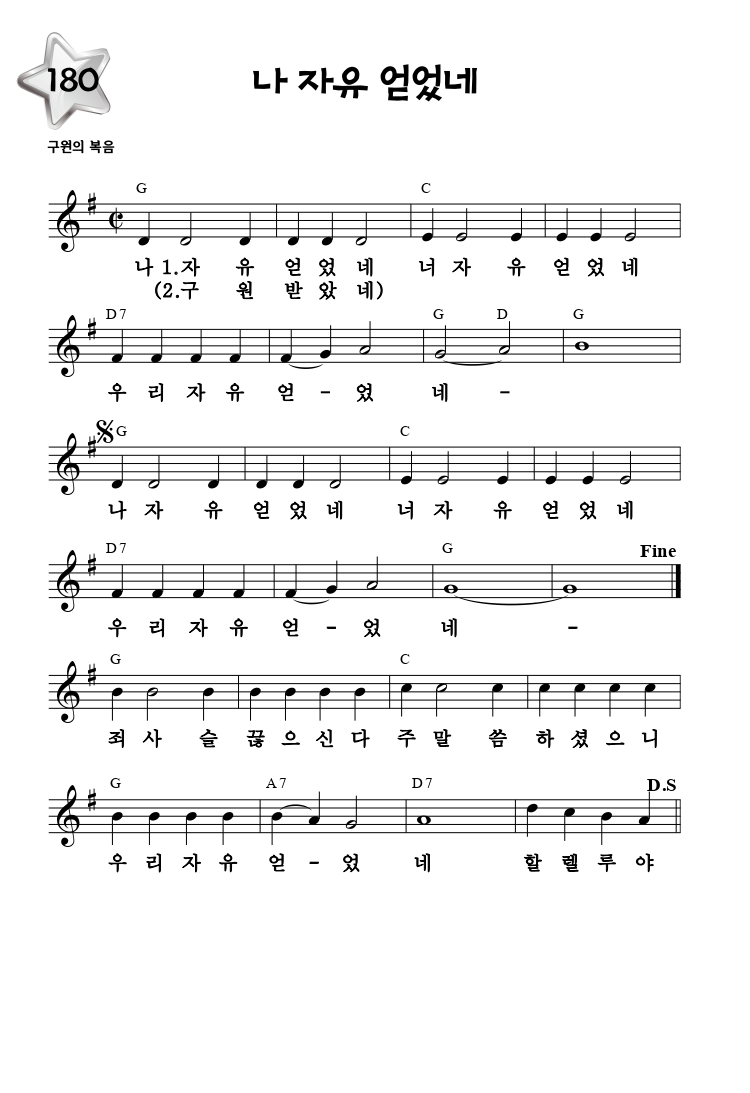 180
나 자유 얻었네
구원의 복음
G C
나 1.자 유 얻 었 네 너 자 유 얻 었 네
(2.구 원 받 았 네)
D7 G D G
우 리 자 유 얻 - 었 네 -
G C
나 자 유 얻 었 네 너 자 유 얻 었 네
D7 G Fine
우 리 자 유 얻 - 었 네 -
G C
죄 사 슬 끊 으 신 다 주 말 씀 하 셨 으 니
G A7 D7 D.S
우 리 자 유 얻 - 었 네 할 렐 루 야